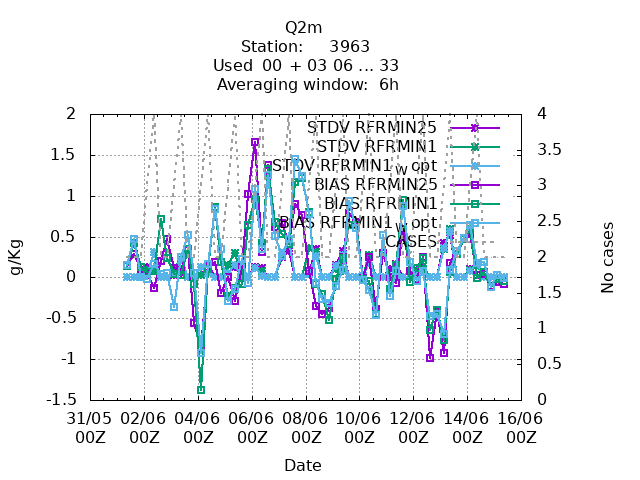 Q2m
Station: 3963
Used 00 + 03 06 ... 33
Averaging window: 6h
2
1.5
1
0.5
0
-0.5
-1
-1.5
g/Kg
4
3.5
3
2.5
2
1.5
1
0.5
0
No cases
STDV RFRMIN25
STDV RFRMIN1
STDV RFRMIN1_w_opt
BIAS RFRMIN25
BIAS RFRMIN1
BIAS RFRMIN1_w_opt
CASES
31/05 02/06 04/06 06/06 08/06 10/06 12/06 14/06 16/06
00Z 00Z 00Z 00Z 00Z 00Z 00Z 00Z 00Z
Date